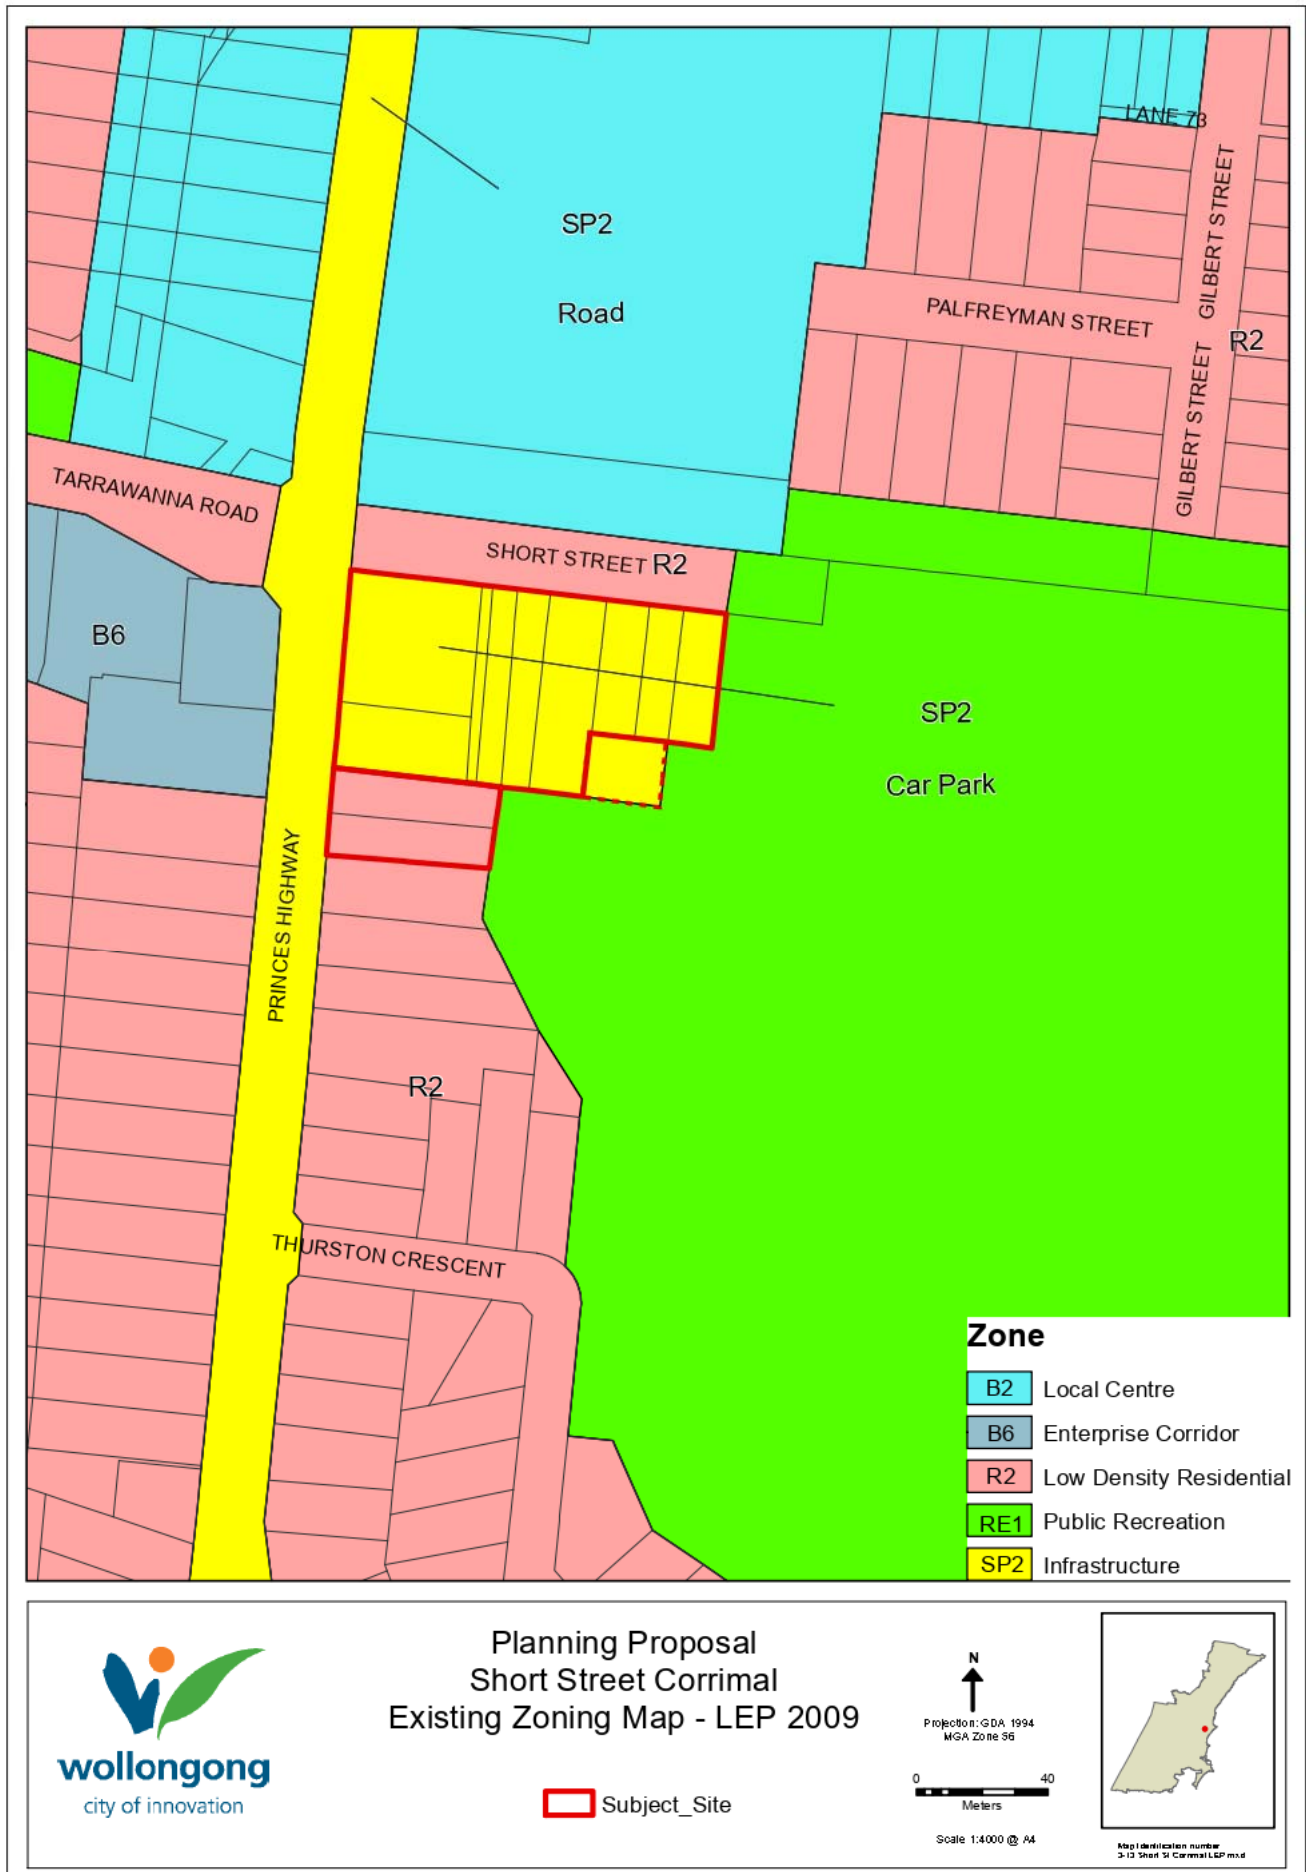 LANE 73
SP2
Road
GILBERT STREET
PALFREYMAN STREET
R2
GILBERT STREET
TARRAWANNA ROAD
SHORT STREET
R2
B6
SP2
Car Park
PRINCES HIGHWAY
R2
THURSTON CRESCENT
Zone
B2 Local Centre
B6 Enterprise Corridor
R2 Low Density Residential
RE1 Public Recreation
SP2 Infrastructure
wollongong
city of innovation
Planning Proposal
Short Street Corrimal
Existing Zoning Map - LEP 2009
Subject_Site
N
Projection: GDA 1994
MGA Zone 56
0 40
Meters
Scale 1:4000 @ A4
Map Identification number